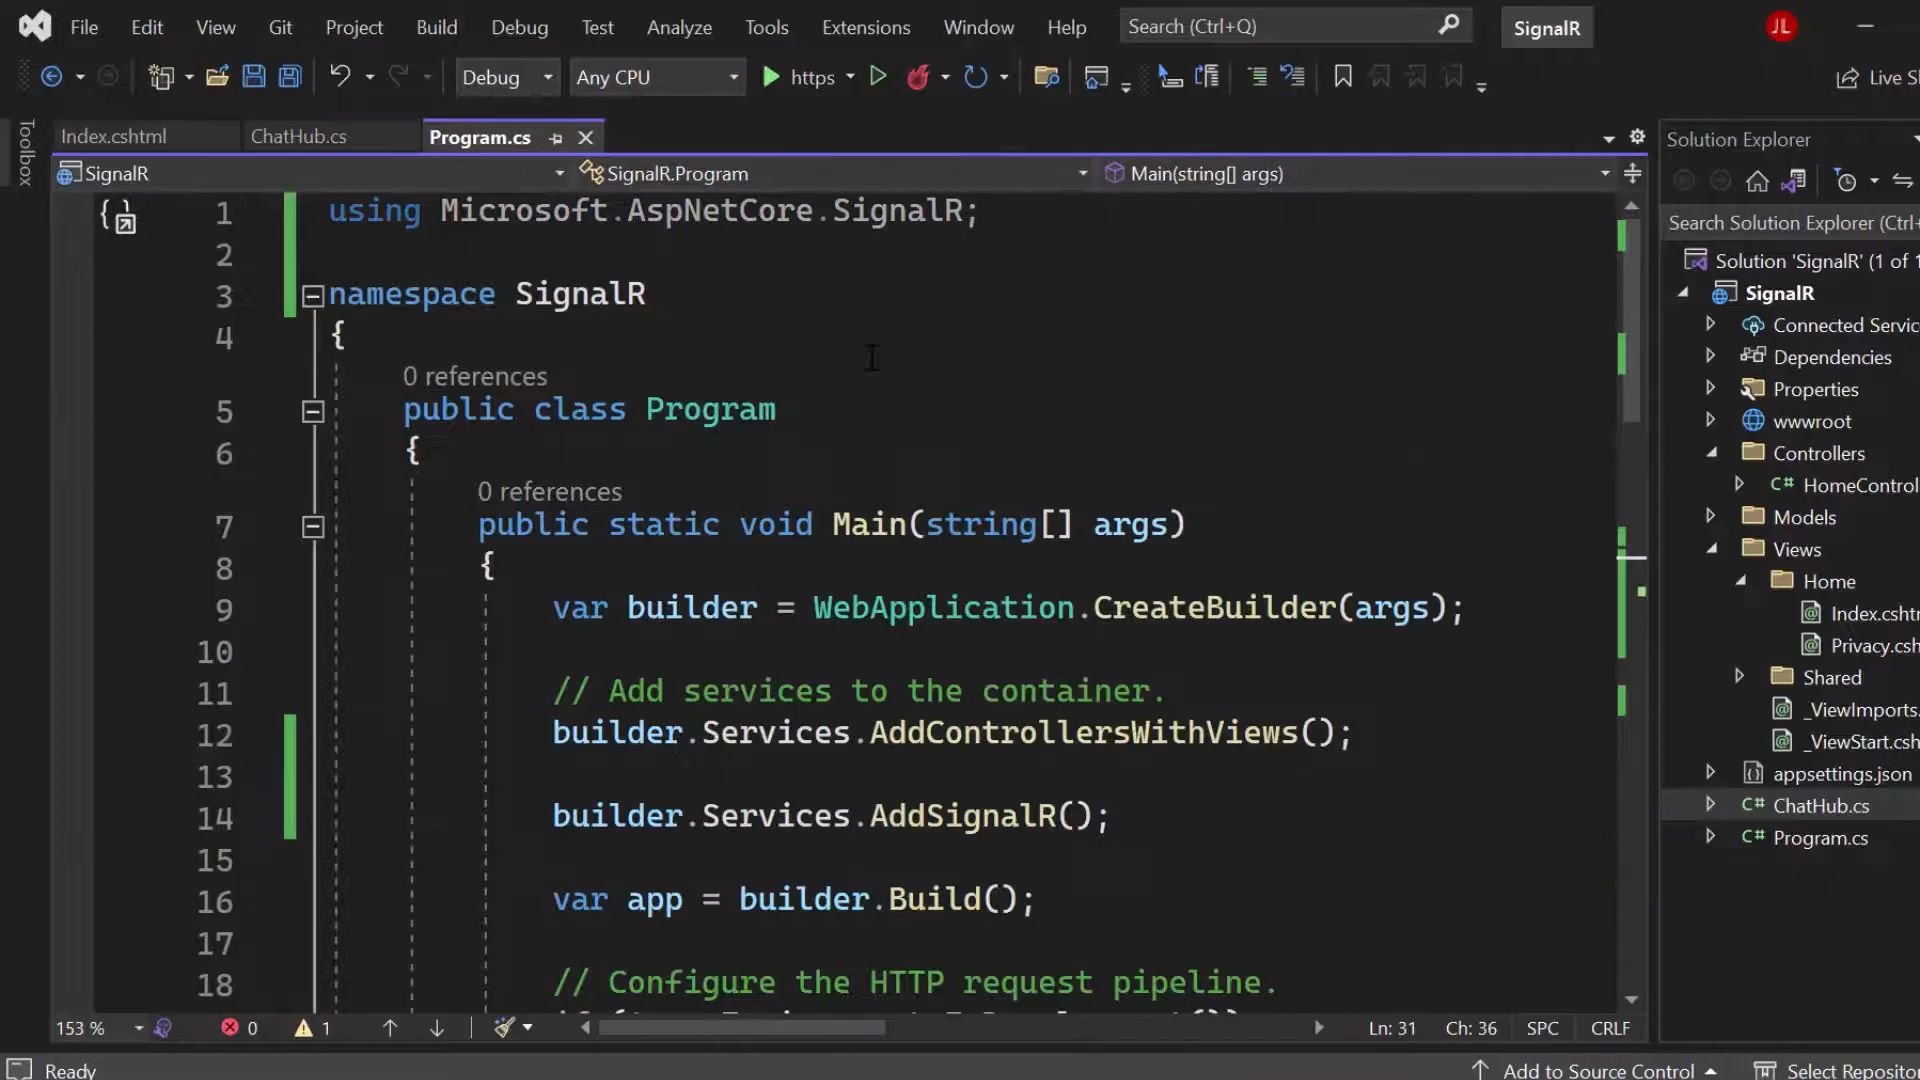 File Edit View Git Project Build Debug Test Analyze Tools Extensions Window Help Search (Ctrl+Q) SignalR JL
Debug Any CPU https Live
Toolbox
Index.cshtml ChatHub.cs Program.cs
SignalR SignalR.Program Main(string[] args)
1 using Microsoft.AspNetCore.SignalR;
2
3 namespace SignalR
4 {
0 references
5 public class Program
6 {
0 references
7 public static void Main(string[] args)
8 {
9 var builder = WebApplication.CreateBuilder(args);
10
11 // Add services to the container.
12 builder.Services.AddControllersWithViews();
13
14 builder.Services.AddSignalR();
15
16 var app = builder.Build();
17
18 // Configure the HTTP request pipeline.
153 % 0 1 Ln: 31 Ch: 36 SPC CRLF
Solution Explorer
Search Solution Explorer (Ctrl+
Solution 'SignalR' (1 of 1
SignalR
Connected Servic
Dependencies
Properties
wwwroot
Controllers
C# HomeControl
Models
Views
Home
Index.cshtm
Privacy.csh
Shared
_ViewImports.
_ViewStart.csh
appsettings.json
C# ChatHub.cs
C# Program.cs
Ready Add to Source Control Select Repositor